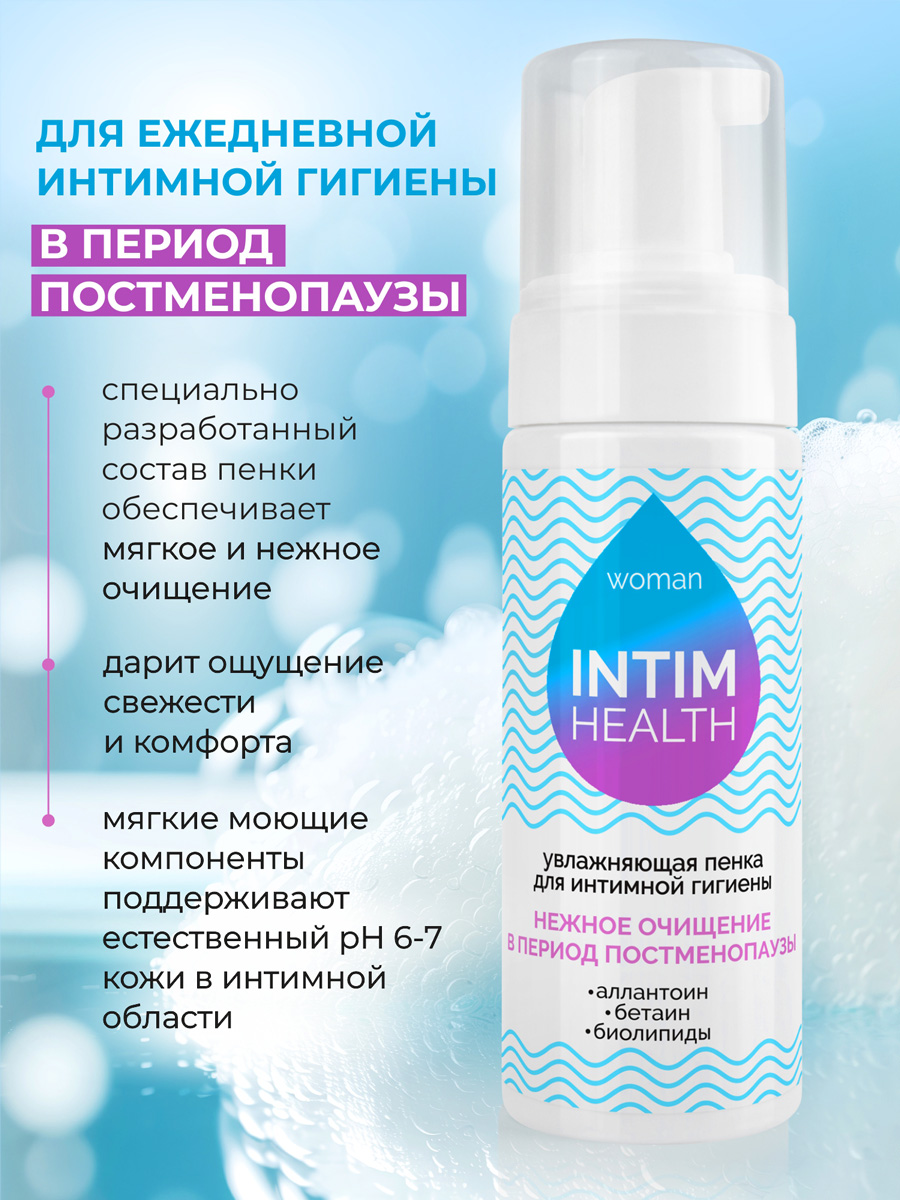 ДЛЯ ЕЖЕДНЕВНОЙ
ИНТИМНОЙ ГИГИЕНЫ
В ПЕРИОД
ПОСТМЕНОПАУЗЫ
специально
разработанный
состав пенки
обеспечивает
мягкое и нежное
очищение
дарит ощущение
свежести
и комфорта
мягкие моющие
компоненты
поддерживают
естественный pH 6-7
кожи в интимной
области
woman
INTIM
HEALTH
увлажняющая пенка
для интимной гигиены
НЕЖНОЕ ОЧИЩЕНИЕ
В ПЕРИОД ПОСТМЕНОПАУЗЫ
•аллантоин
•бетаин
•биолипиды